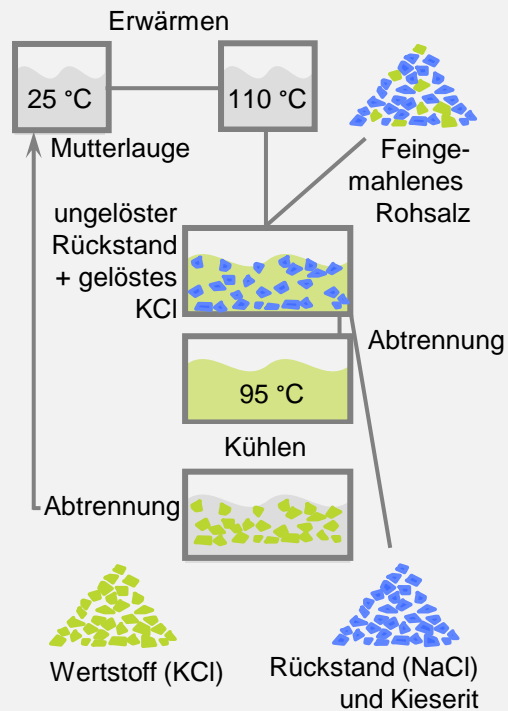 Erwärmen
25 °C
110 °C
Mutterlauge
Feinge-
mahlenes
Rohsalz
ungelöster
Rückstand
+ gelöstes
KCl
Abtrennung
95 °C
Kühlen
Abtrennung
Wertstoff (KCl)
Rückstand (NaCl)
und Kieserit